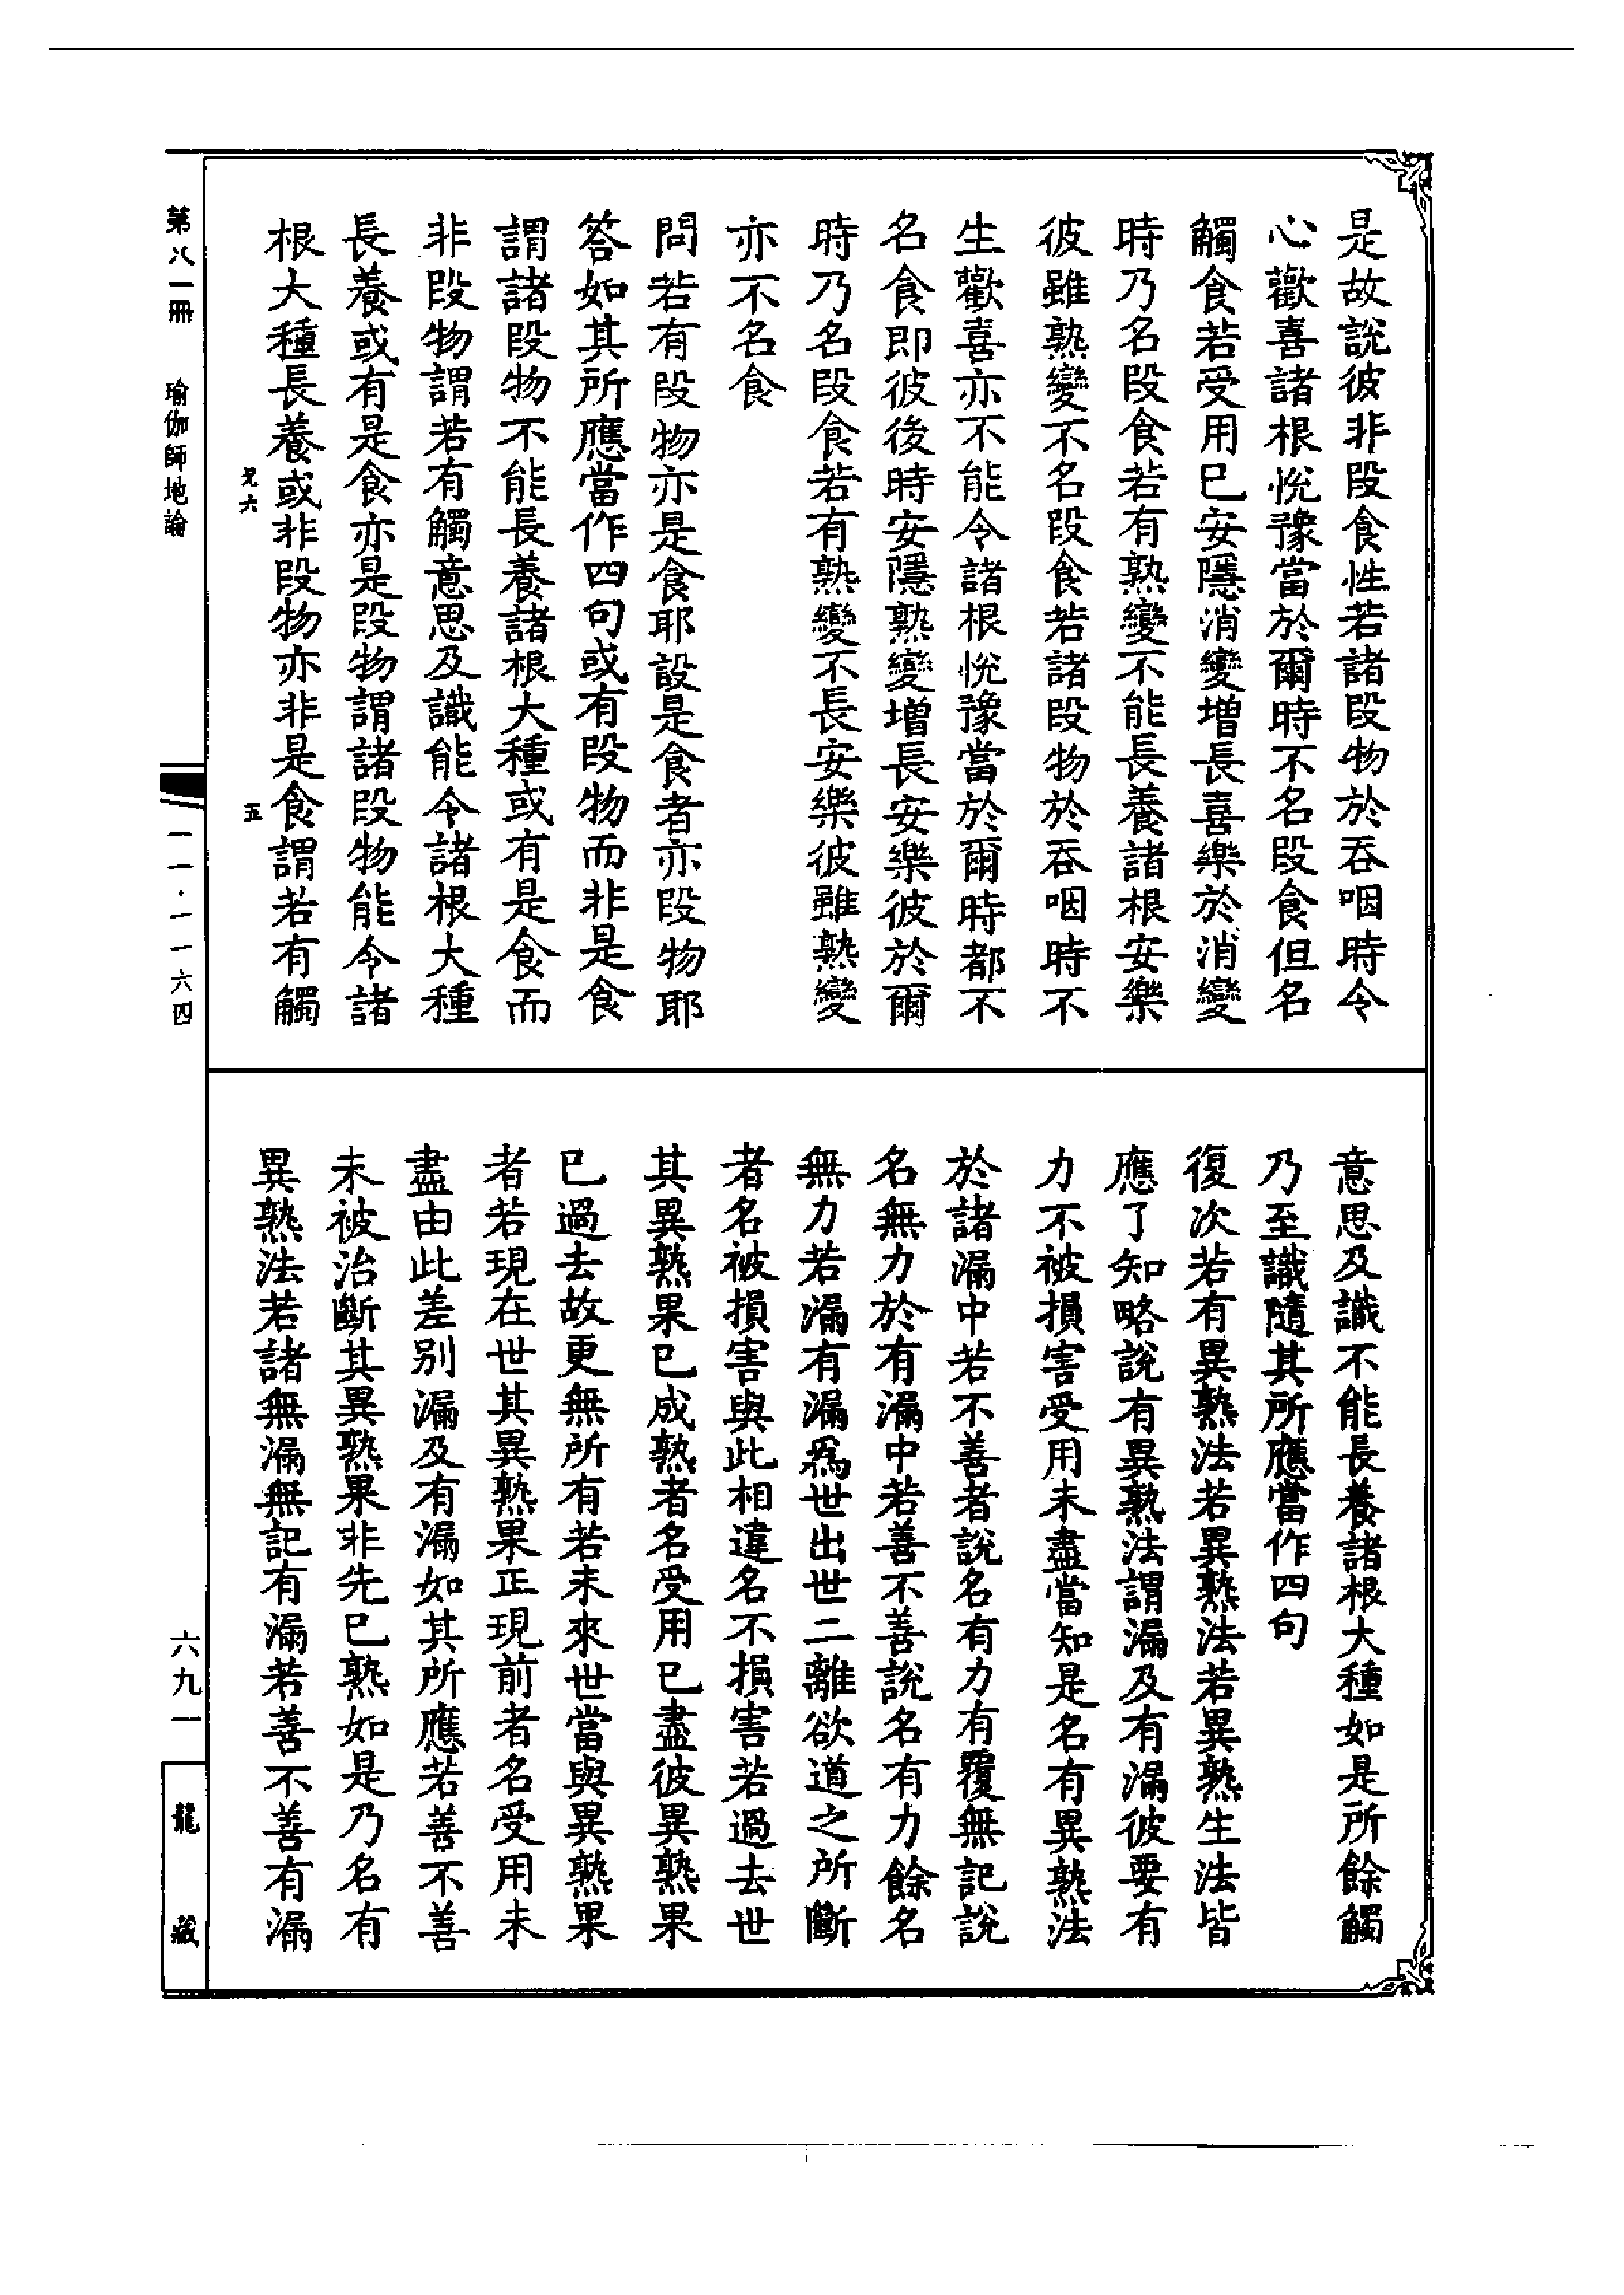 是故說彼非段食性若諸段物於吞咽時令
心歡喜諸根悅豫當於爾時不名段食但名
觸食若受用已安隱消變增長喜樂於消變
時乃名段食若有熟變不能長養諸根安樂
彼雖熟變不名段食若諸段物於吞咽時不
生歡喜亦不能令諸根悅豫當於爾時都不
名食即彼後時安隱熟變增長安樂彼於爾
時乃名段食若有熟變不長安樂彼雖熟變
亦不名食
問若有段物亦是食耶設是食者亦段物耶
答如其所應當作四句或有段物而非是食
謂諸段物不能長養諸根大種或有是食而
非段物謂若有觸意思及識能令諸根大種
長養或有是食亦是段物謂諸段物能令諸
根大種長養或非段物亦非是食謂若有觸
兄六 五
意思及識不能長養諸根大種如是所餘觸
乃至識隨其所應當作四句
復次若有異熟法若異熟法若異熟生法皆
應了知略說有異熟法謂漏及有漏彼要有
力不被損害受用未盡當知是名有異熟法
於諸漏中若不善者說名有力有覆無記說
名無力於有漏中若善不善說名有力餘名
無力若漏有漏爲世出世二離欲道之所斷
者名被損害與此相違名不損害若過去世
其異熟果已成熟者名受用已盡彼異熟果
已過去故更無所有若未來世當與異熟果
者若現在世其異熟果正現前者名受用未
盡由此差別漏及有漏如其所應若善不善
未被治斷其異熟果非先已熟如是乃名有
異熟法若諸無漏無記有漏若善不善有漏
第八一冊 瑜伽師地論
一一·一一六四
六九一
龍藏